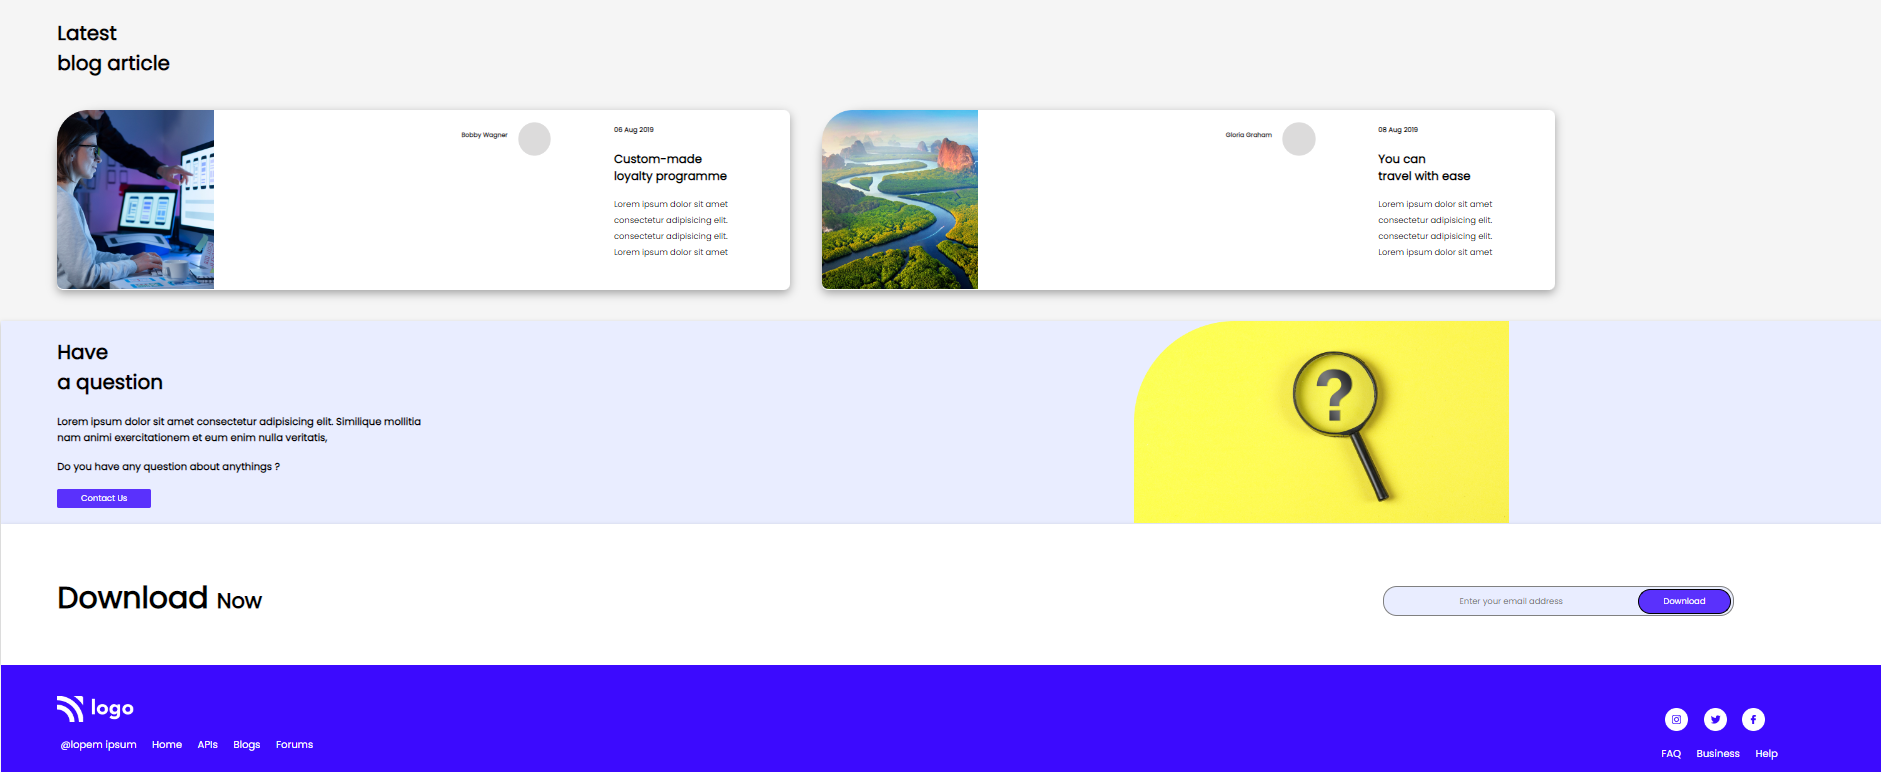 Latest
blog article
Bobby Wagner
06 Aug 2019
Custom-made
loyalty programme
Lorem ipsum dolor sit amet
consectetur adipisicing elit.
consectetur adipisicing elit.
Lorem ipsum dolor sit amet
Gloria Graham
08 Aug 2019
You can
travel with ease
Lorem ipsum dolor sit amet
consectetur adipisicing elit.
consectetur adipisicing elit.
Lorem ipsum dolor sit amet
Have
a question
Lorem ipsum dolor sit amet consectetur adipisicing elit. Similique mollitia
nam animi exercitationem et eum enim nulla veritatis,
Do you have any question about anythings ?
Contact Us
?
Download Now
Enter your email address
Download
logo
@lopem ipsum Home APIs Blogs Forums
FAQ Business Help